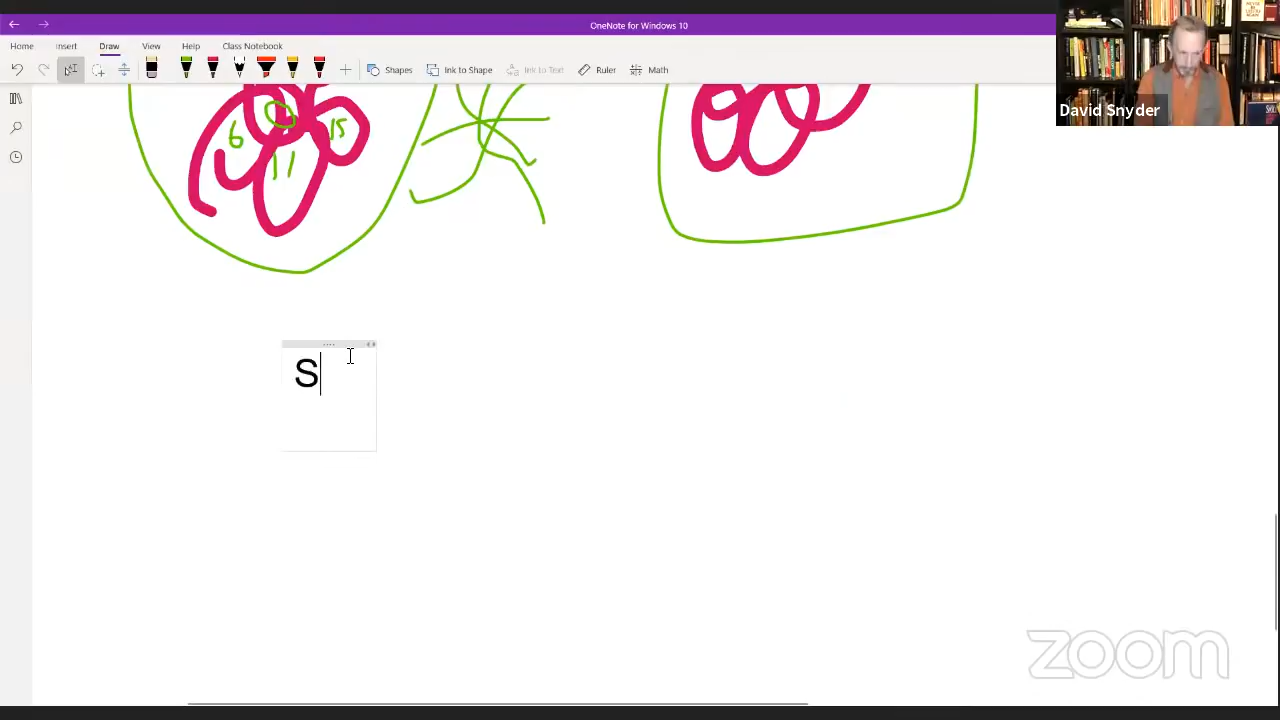 OneNote for Windows 10
Home Insert Draw View Help Class Notebook
Shapes Ink to Shape Ink to Text Ruler Math
David Snyder
6 15
11
S
zoom